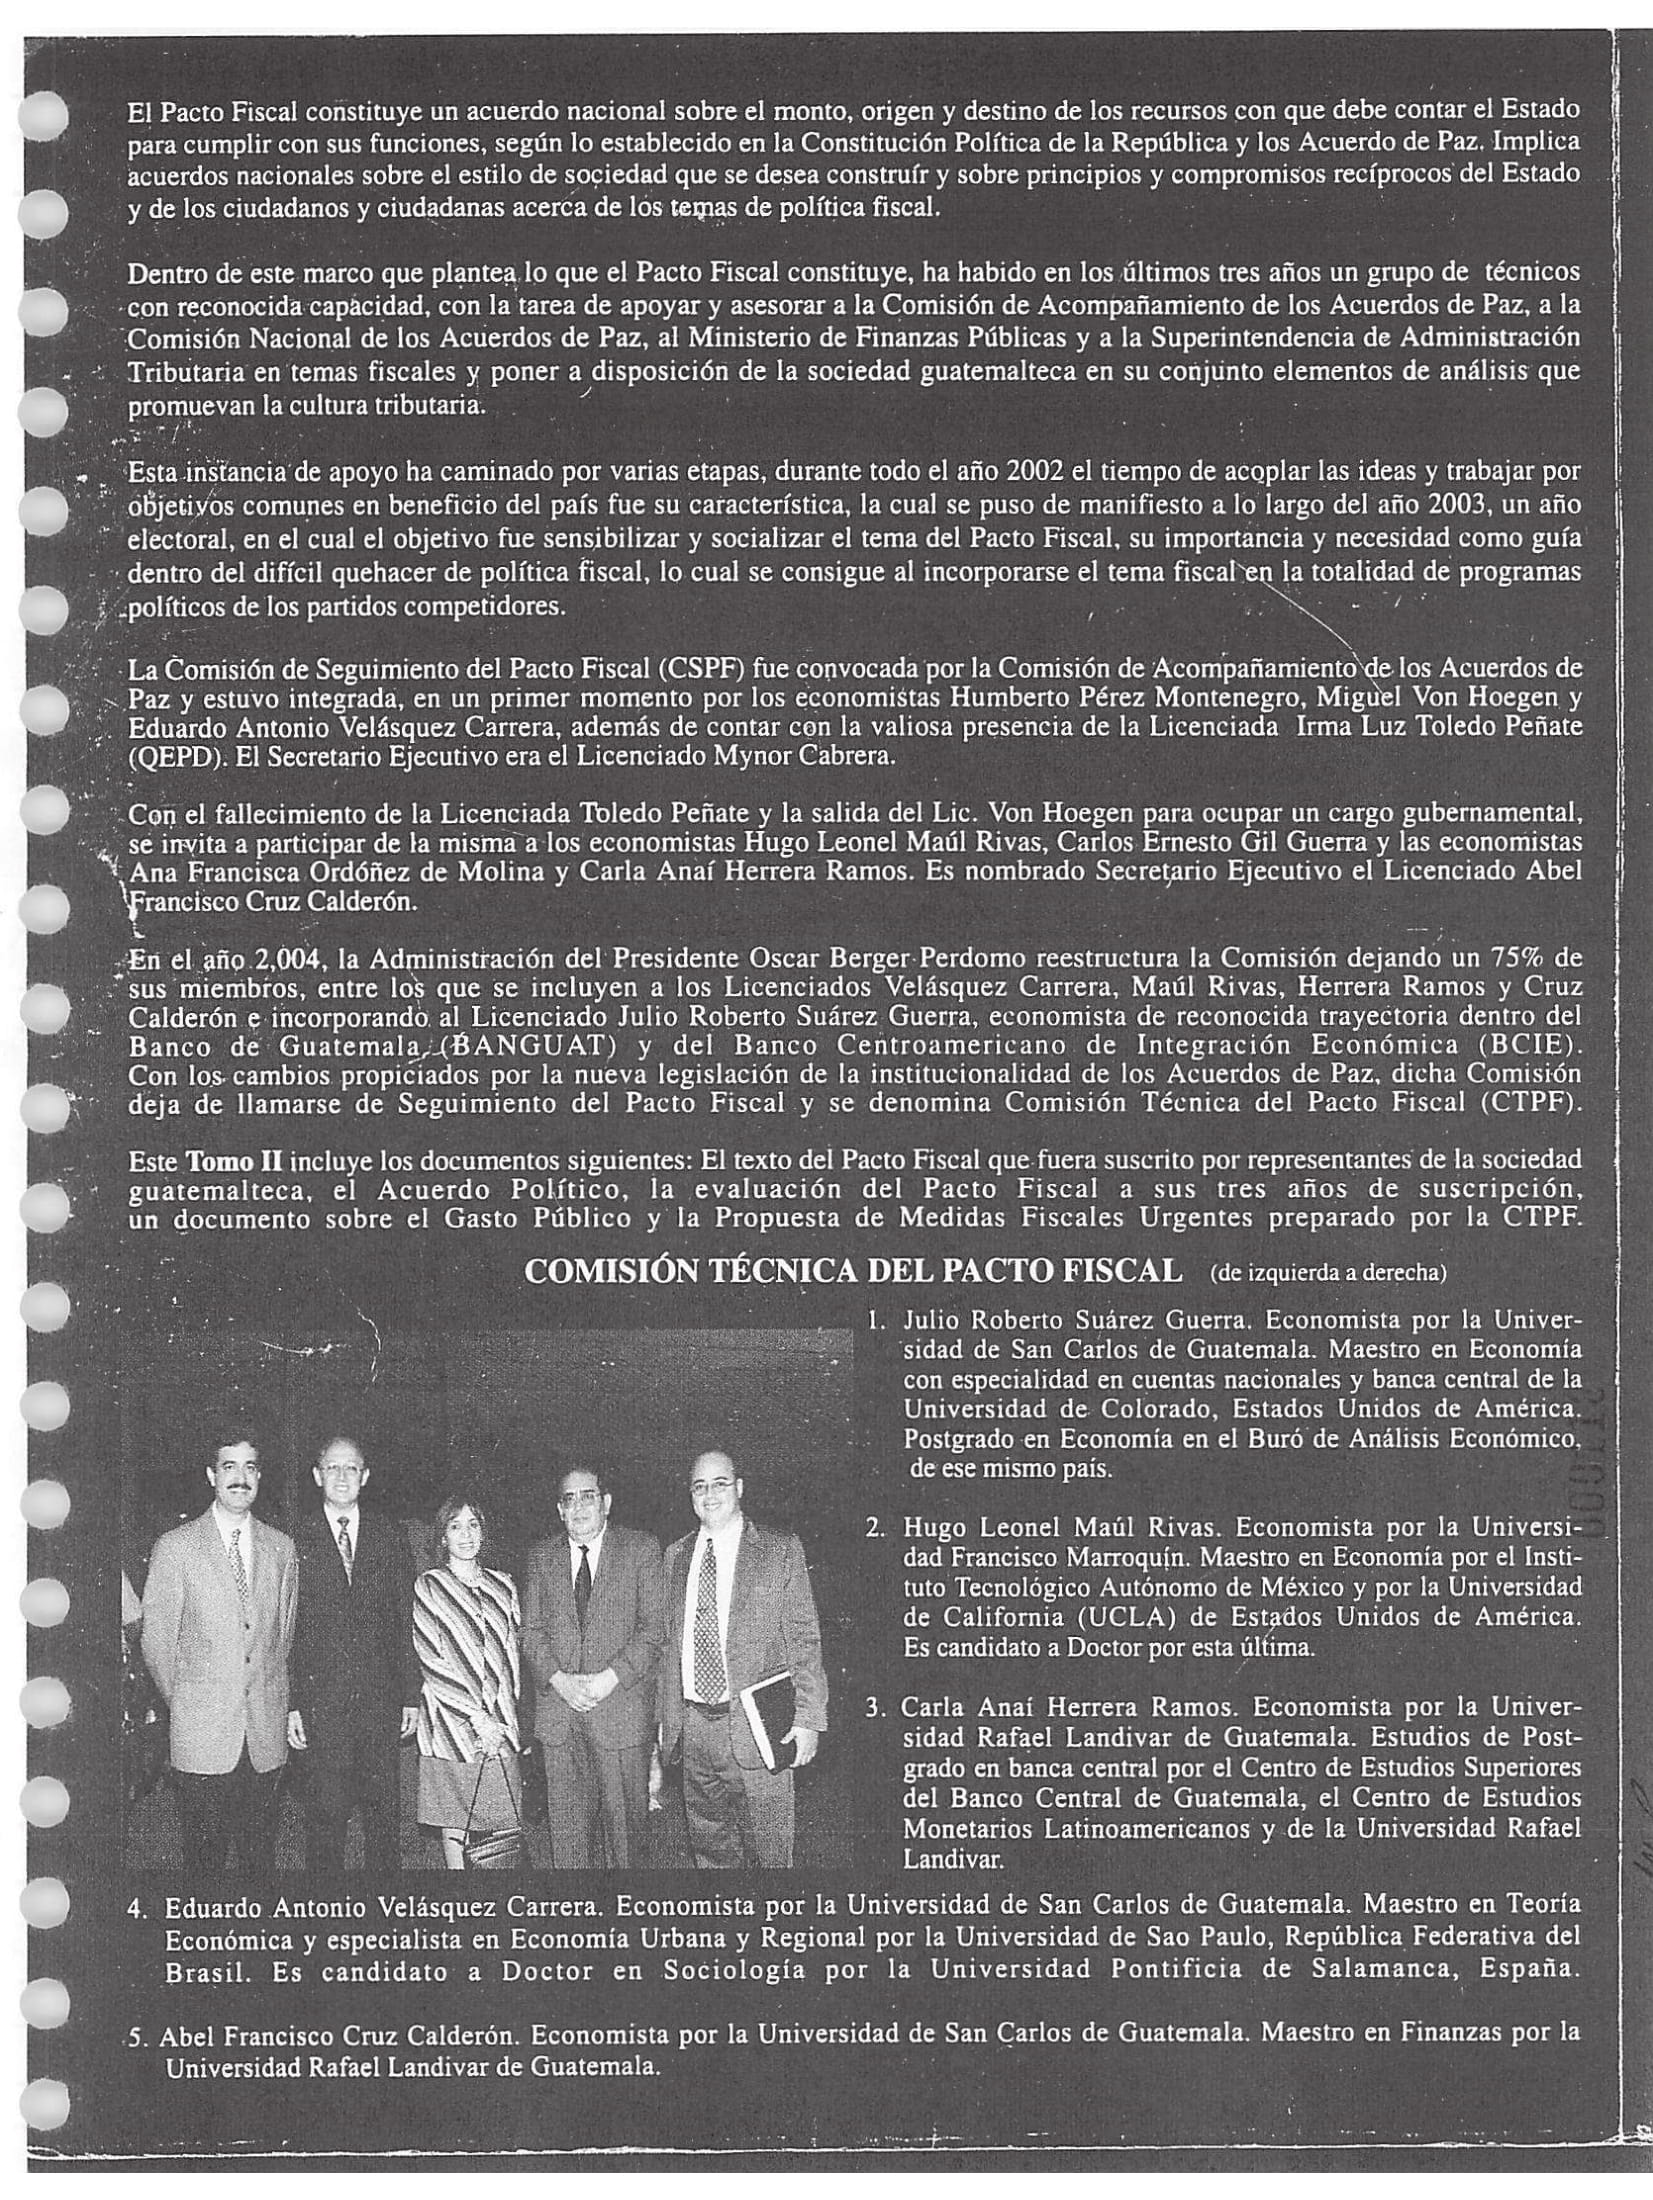 El Pacto Fiscal constituye un acuerdo nacional sobre el monto, origen y destino de los recursos con que debe contar el Estado
para cumplir con sus funciones, según lo establecido en la Constitución Política de la República y los Acuerdo de Paz. Implica
acuerdos nacionales sobre el estilo de sociedad que se desea construír y sobre principios y compromisos recíprocos del Estado
y de los ciudadanos y ciudadanas acerca de los temas de política fiscal.
Dentro de este marco que plantea lo que el Pacto Fiscal constituye, ha habido en los últimos tres años un grupo de técnicos
con reconocida capacidad, con la tarea de apoyar y asesorar a la Comisión de Acompañamiento de los Acuerdos de Paz, a la
Comisión Nacional de los Acuerdos de Paz, al Ministerio de Finanzas Públicas y a la Superintendencia de Administración
Tributaria en temas fiscales y poner a disposición de la sociedad guatemalteca en su conjunto elementos de análisis que
promuevan la cultura tributaria.
Esta instancia de apoyo ha caminado por varias etapas, durante todo el año 2002 el tiempo de acoplar las ideas y trabajar por
objetivos comunes en beneficio del país fue su característica, la cual se puso de manifiesto a lo largo del año 2003, un año
electoral, en el cual el objetivo fue sensibilizar y socializar el tema del Pacto Fiscal, su importancia y necesidad como guía
dentro del difícil quehacer de política fiscal, lo cual se consigue al incorporarse el tema fiscal en la totalidad de programas
políticos de los partidos competidores.
La Comisión de Seguimiento del Pacto Fiscal (CSPF) fue convocada por la Comisión de Acompañamiento de los Acuerdos de
Paz y estuvo integrada, en un primer momento por los economistas Humberto Pérez Montenegro, Miguel Von Hoegen y
Eduardo Antonio Velásquez Carrera, además de contar con la valiosa presencia de la Licenciada Irma Luz Toledo Peñate
(QEPD). El Secretario Ejecutivo era el Licenciado Mynor Cabrera.
Con el fallecimiento de la Licenciada Toledo Peñate y la salida del Lic. Von Hoegen para ocupar un cargo gubernamental,
se invita a participar de la misma a los economistas Hugo Leonel Maúl Rivas, Carlos Ernesto Gil Guerra y las economistas
Ana Francisca Ordóñez de Molina y Carla Anaí Herrera Ramos. Es nombrado Secretario Ejecutivo el Licenciado Abel
Francisco Cruz Calderón.
En el año 2,004, la Administración del Presidente Oscar Berger Perdomo reestructura la Comisión dejando un 75% de
sus miembros, entre los que se incluyen a los Licenciados Velásquez Carrera, Maúl Rivas, Herrera Ramos y Cruz
Calderón e incorporando al Licenciado Julio Roberto Suárez Guerra, economista de reconocida trayectoria dentro del
Banco de Guatemala, (BANGUAT) y del Banco Centroamericano de Integración Económica (BCIE).
Con los cambios propiciados por la nueva legislación de la institucionalidad de los Acuerdos de Paz, dicha Comisión
deja de llamarse de Seguimiento del Pacto Fiscal y se denomina Comisión Técnica del Pacto Fiscal (CTPF).
Este Tomo II incluye los documentos siguientes: El texto del Pacto Fiscal que fuera suscrito por representantes de la sociedad
guatemalteca, el Acuerdo Político, la evaluación del Pacto Fiscal a sus tres años de suscripción,
un documento sobre el Gasto Público y la Propuesta de Medidas Fiscales Urgentes preparado por la CTPF.
COMISIÓN TÉCNICA DEL PACTO FISCAL (de izquierda a derecha)
1. Julio Roberto Suárez Guerra. Economista por la Univer-
sidad de San Carlos de Guatemala. Maestro en Economía
con especialidad en cuentas nacionales y banca central de la
Universidad de Colorado, Estados Unidos de América.
Postgrado en Economía en el Buró de Análisis Económico,
de ese mismo país.
2. Hugo Leonel Maúl Rivas. Economista por la Universi-
dad Francisco Marroquín. Maestro en Economía por el Insti-
tuto Tecnológico Autónomo de México y por la Universidad
de California (UCLA) de Estados Unidos de América.
Es candidato a Doctor por esta última.
3. Carla Anaí Herrera Ramos. Economista por la Univer-
sidad Rafael Landivar de Guatemala. Estudios de Post-
grado en banca central por el Centro de Estudios Superiores
del Banco Central de Guatemala, el Centro de Estudios
Monetarios Latinoamericanos y de la Universidad Rafael
Landivar.
4. Eduardo Antonio Velásquez Carrera. Economista por la Universidad de San Carlos de Guatemala. Maestro en Teoría
Económica y especialista en Economía Urbana y Regional por la Universidad de Sao Paulo, República Federativa del
Brasil. Es candidato a Doctor en Sociología por la Universidad Pontificia de Salamanca, España.
5. Abel Francisco Cruz Calderón. Economista por la Universidad de San Carlos de Guatemala. Maestro en Finanzas por la
Universidad Rafael Landivar de Guatemala.